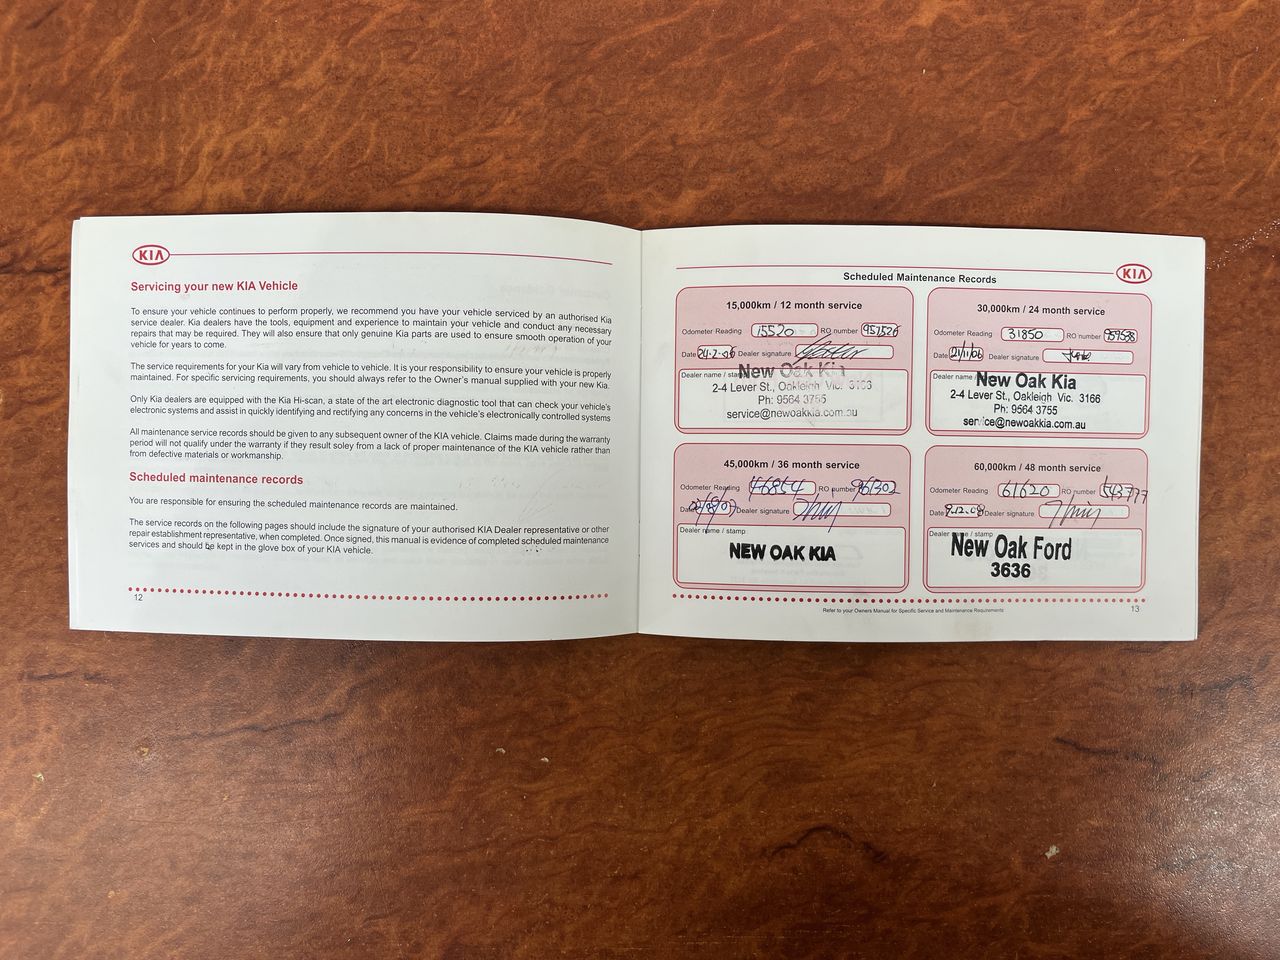 KIA
Servicing your new KIA Vehicle
To ensure your vehicle continues to perform properly, we recommend you have your vehicle serviced by an authorised Kia
service dealer. Kia dealers have the tools, equipment and experience to maintain your vehicle and conduct any necessary
repairs that may be required. They will also ensure that only genuine Kia parts are used to ensure smooth operation of your
vehicle for years to come.
The service requirements for your Kia will vary from vehicle to vehicle. It is your responsibility to ensure your vehicle is properly
maintained. For specific servicing requirements, you should always refer to the Owner's manual supplied with your new Kia.
Only Kia dealers are equipped with the Kia Hi-scan, a state of the art electronic diagnostic tool that can check your vehicle's
electronic systems and assist in quickly identifying and rectifying any concerns in the vehicle's electronically controlled systems
All maintenance service records should be given to any subsequent owner of the KIA vehicle. Claims made during the warranty
period will not qualify under the warranty if they result soley from a lack of proper maintenance of the KIA vehicle rather than
from defective materials or workmanship.
Scheduled maintenance records
You are responsible for ensuring the scheduled maintenance records are maintained.
The service records on the following pages should include the signature of your authorised KIA Dealer representative or other
repair establishment representative, when completed. Once signed, this manual is evidence of completed scheduled maintenance
services and should be kept in the glove box of your KIA vehicle.
12
Scheduled Maintenance Records
KIA
15,000km / 12 month service
Odometer Reading 15520 RO number 957526
Date 24.2.06 Dealer signature
Dealer name / stamp
New Oak Kia
2-4 Lever St., Oakleigh Vic. 3166
Ph: 9564 3755
service@newoakkia.com.au
30,000km / 24 month service
Odometer Reading 31850 RO number 959538
Date 21/11/06 Dealer signature
Dealer name /
New Oak Kia
2-4 Lever St., Oakleigh Vic. 3166
Ph: 9564 3755
service@newoakkia.com.au
45,000km / 36 month service
Odometer Reading 46854 RO number 961302
Date Dealer signature
Dealer name / stamp
NEW OAK KIA
60,000km / 48 month service
Odometer Reading 61620 RO number 543777
Date 9.12.08 Dealer signature
Dealer name / stamp
New Oak Ford
3636
Refer to your Owners Manual for Specific Service and Maintenance Requirements
13